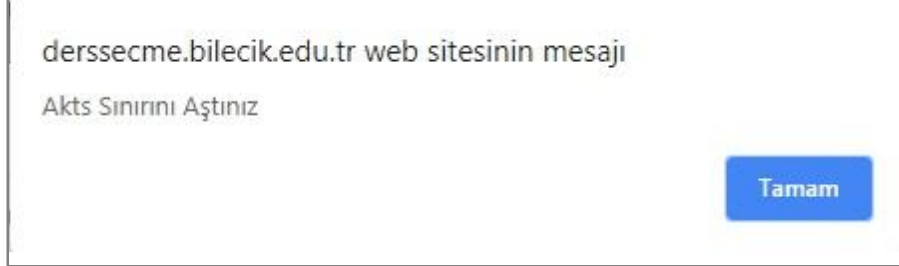 derssecme.bilecik.edu.tr web sitesinin mesajı
Akts Sınırını Aştınız
Tamam